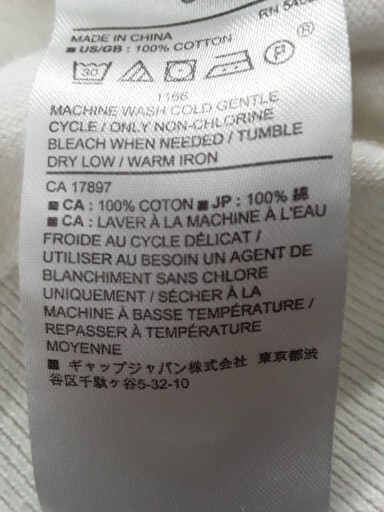 RN 54
MADE IN CHINA
■ US/GB : 100% COTTON
30 P ®
1166
MACHINE WASH COLD GENTLE
CYCLE / ONLY NON-CHLORINE
BLEACH WHEN NEEDED / TUMBLE
DRY LOW / WARM IRON
CA 17897
■ CA : 100% COTON ■ JP : 100% 綿
■ CA : LAVER À LA MACHINE À L'EAU
FROIDE AU CYCLE DÉLICAT /
UTILISER AU BESOIN UN AGENT DE
BLANCHIMENT SANS CHLORE
UNIQUEMENT / SÉCHER À LA
MACHINE À BASSE TEMPÉRATURE /
REPASSER À TEMPÉRATURE
MOYENNE
■ ギャップジャパン株式会社 東京都渋
谷区千駄ヶ谷5-32-10